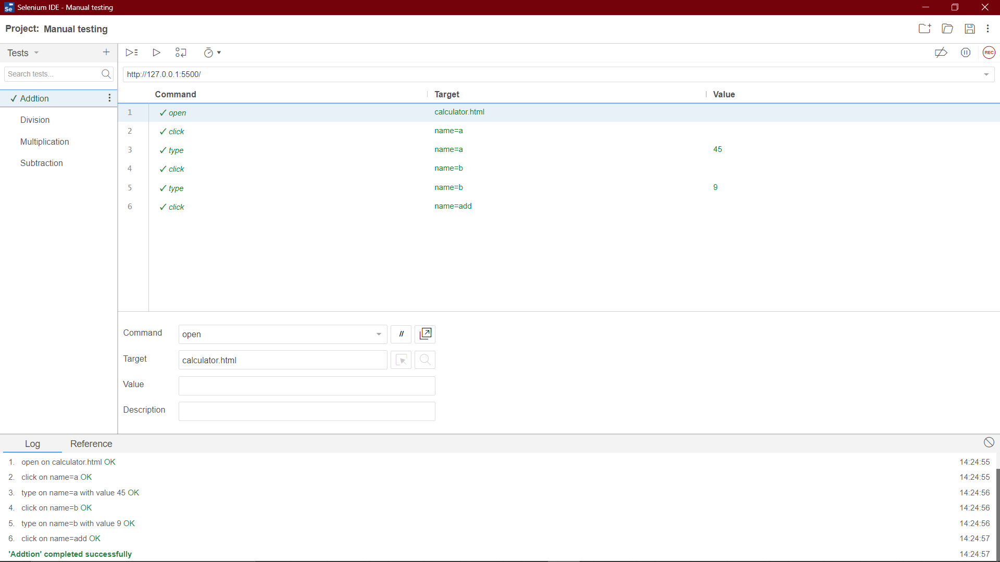 Selenium IDE - Manual testing
Project: Manual testing
Tests
Search tests...
http://127.0.0.1:5500/
REC
Command Target Value
✓ Addtion
Division
Multiplication
Subtraction
1 ✓ open calculator.html
2 ✓ click name=a
3 ✓ type name=a 45
4 ✓ click name=b
5 ✓ type name=b 9
6 ✓ click name=add
Command open //
Target calculator.html
Value
Description
Log Reference
1. open on calculator.html OK 14:24:55
2. click on name=a OK 14:24:55
3. type on name=a with value 45 OK 14:24:56
4. click on name=b OK 14:24:56
5. type on name=b with value 9 OK 14:24:56
6. click on name=add OK 14:24:57
'Addtion' completed successfully 14:24:57